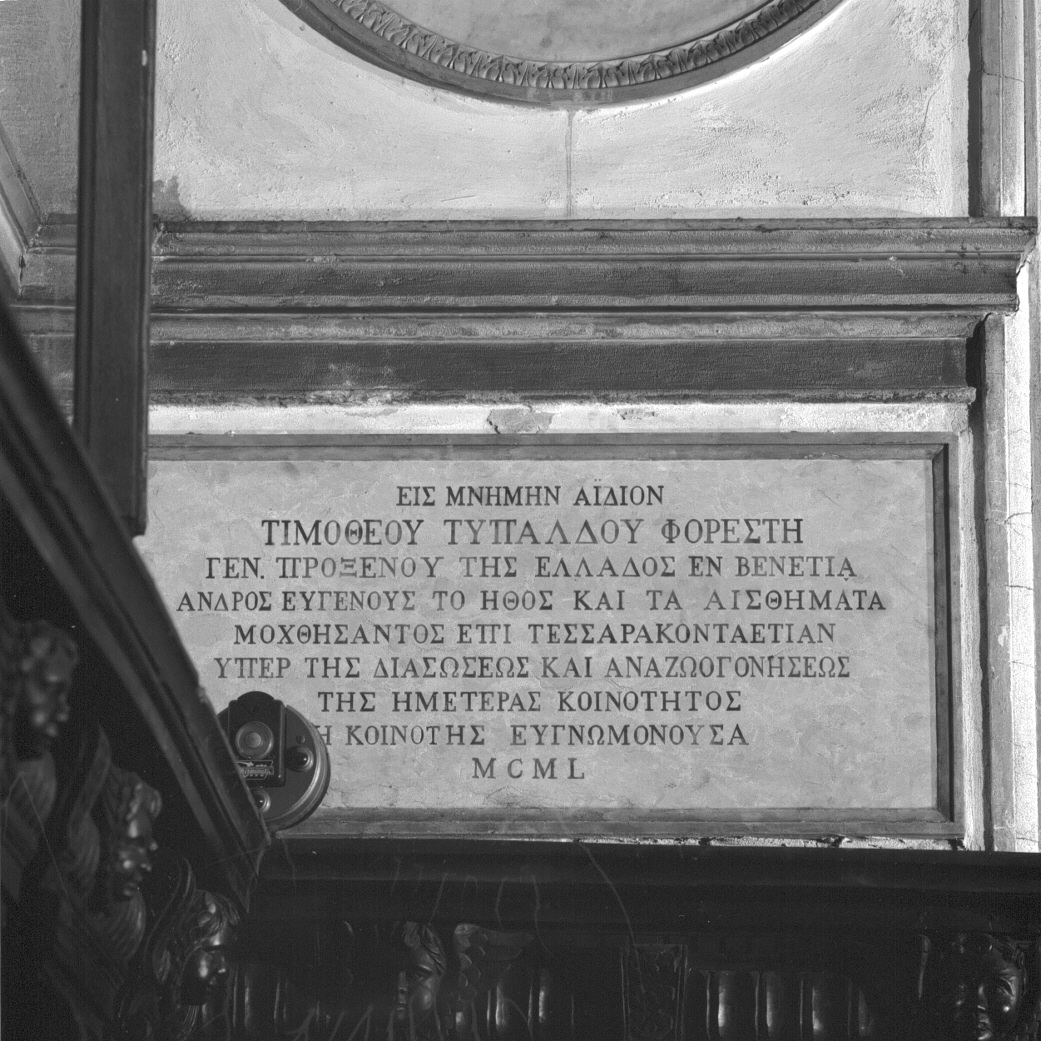 ΕΙΣ ΜΝΗΜΗΝ ΑΪΔΙΟΝ
ΤΙΜΟΘΕΟΥ ΤΥΠΑΛΔΟΥ ΦΟΡΕΣΤΗ
ΓΕΝ. ΠΡΟΞΕΝΟΥ ΤΗΣ ΕΛΛΑΔΟΣ ΕΝ ΒΕΝΕΤΙΑ
ΑΝΔΡΟΣ ΕΥΓΕΝΟΥΣ ΤΟ ΗΘΟΣ ΚΑΙ ΤΑ ΑΙΣΘΗΜΑΤΑ
ΜΟΧΘΗΣΑΝΤΟΣ ΕΠΙ ΤΕΣΣΑΡΑΚΟΝΤΑΕΤΙΑΝ
ΥΠΕΡ ΤΗΣ ΔΙΑΣΩΣΕΩΣ ΚΑΙ ΑΝΑΖΩΟΓΟΝΗΣΕΩΣ
ΤΗΣ ΗΜΕΤΕΡΑΣ ΚΟΙΝΟΤΗΤΟΣ
Η ΚΟΙΝΟΤΗΣ ΕΥΓΝΩΜΟΝΟΥΣΑ
MCML